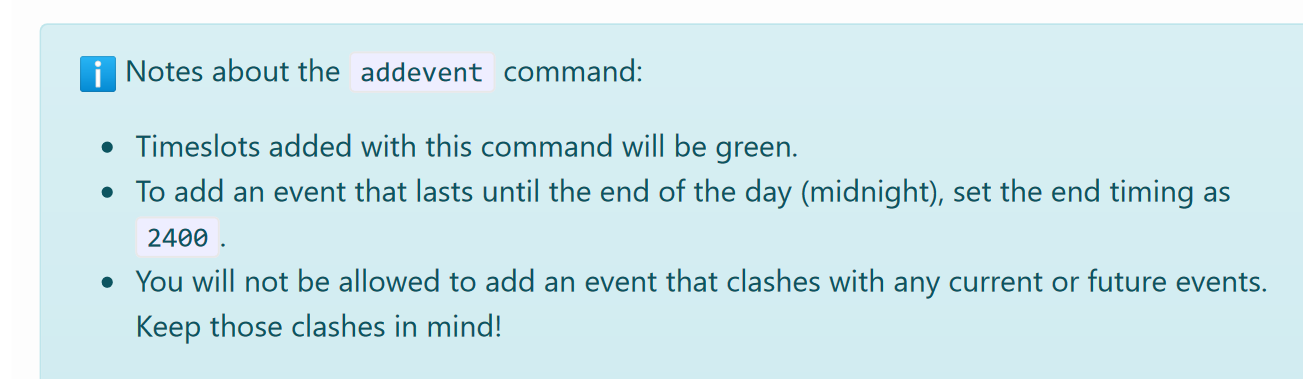 Notes about the addevent command:
• Timeslots added with this command will be green.
• To add an event that lasts until the end of the day (midnight), set the end timing as
2400.
• You will not be allowed to add an event that clashes with any current or future events.
Keep those clashes in mind!